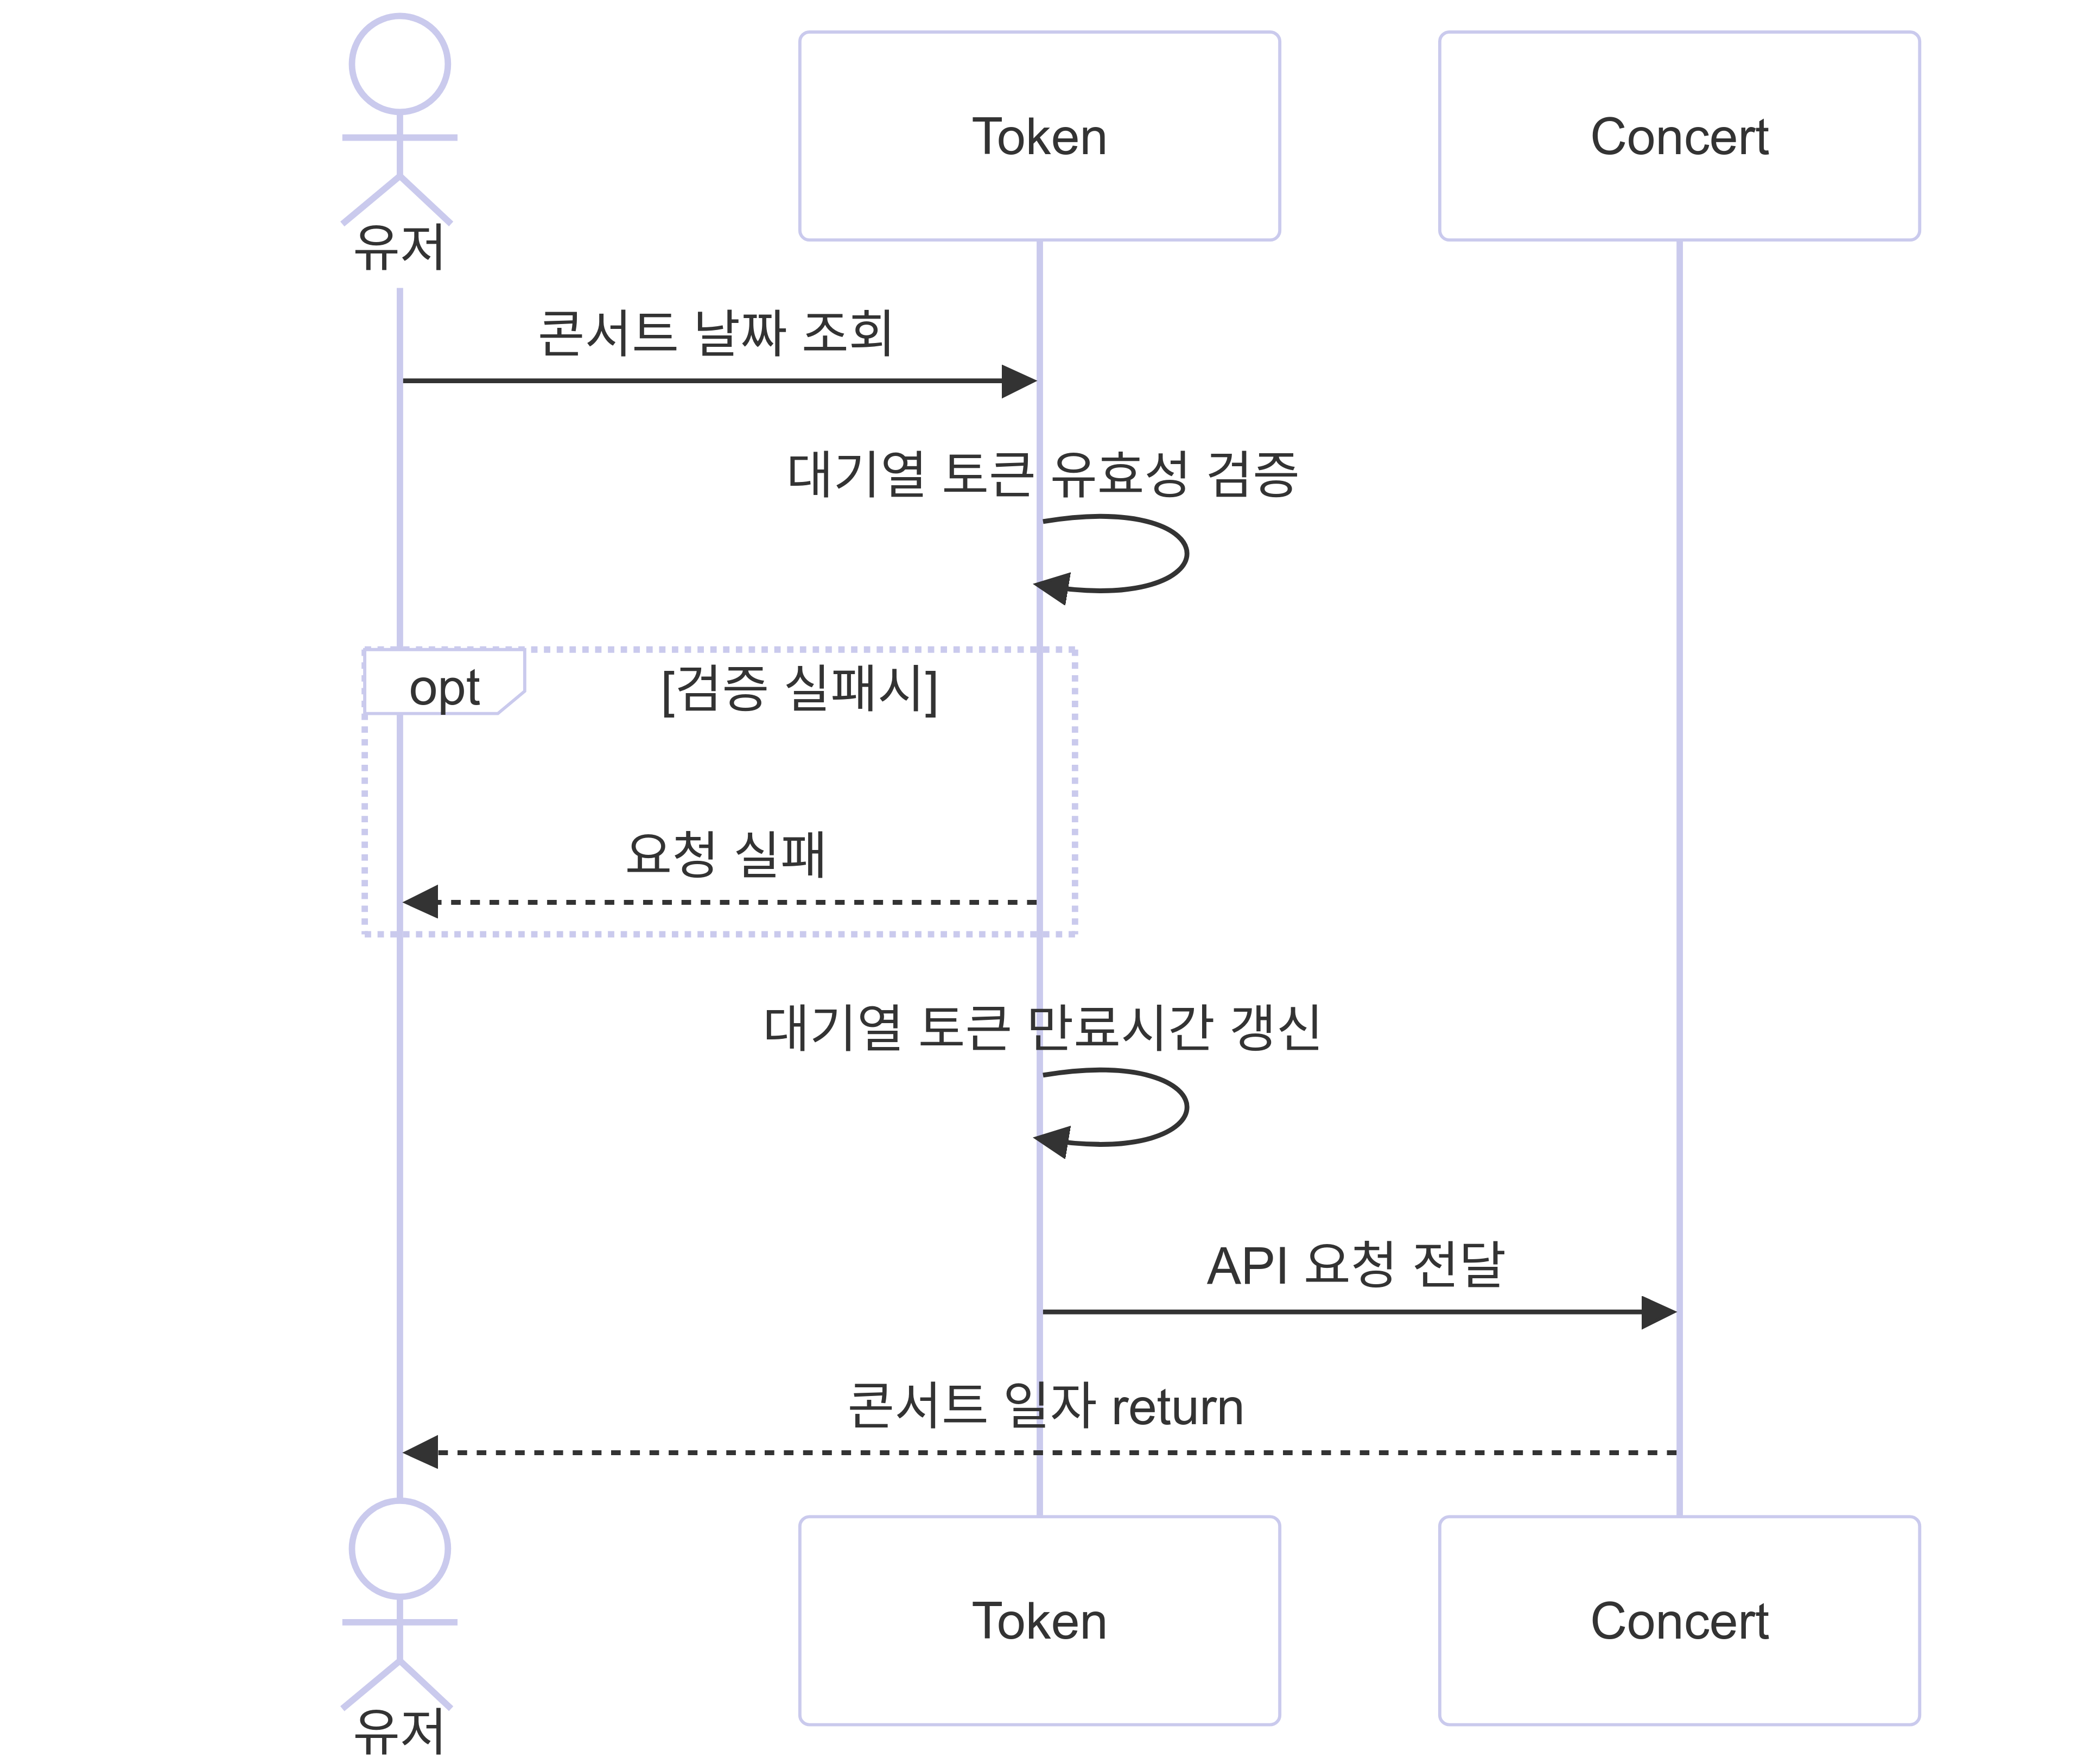 Token
Concert
유저
콘서트 날짜 조회
대기열 토큰 유효성 검증
opt
[검증 실패시]
요청 실패
대기열 토큰 만료시간 갱신
API 요청 전달
콘서트 일자 return
Token
Concert
유저